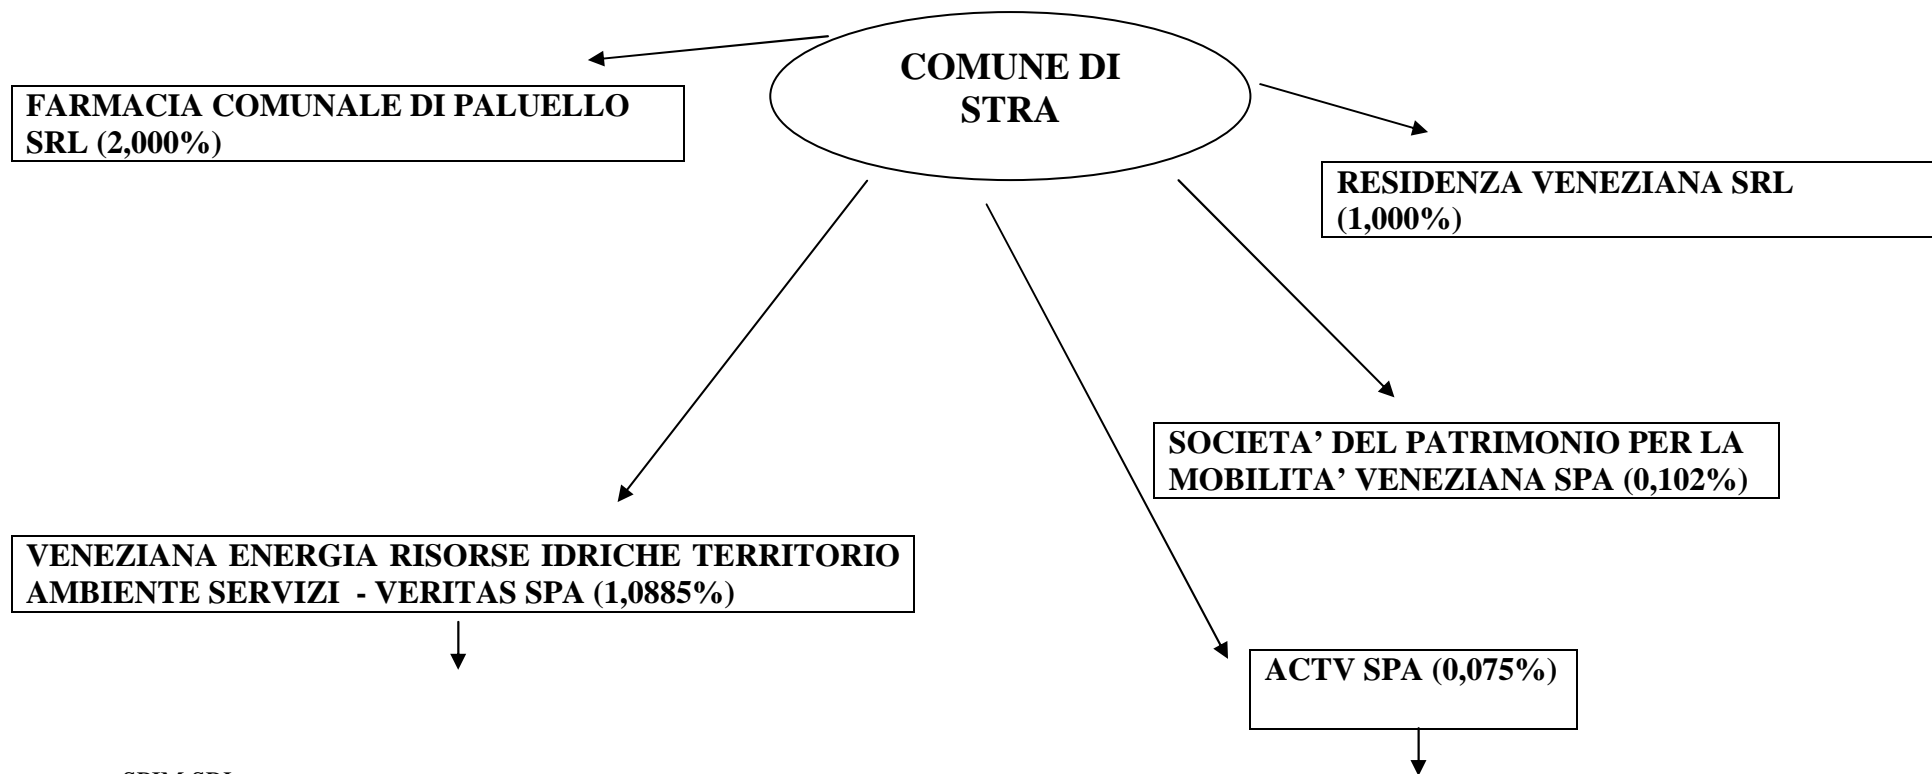 COMUNE DI
STRA
FARMACIA COMUNALE DI PALUELLO
SRL (2,000%)
RESIDENZA VENEZIANA SRL
(1,000%)
SOCIETA’ DEL PATRIMONIO PER LA
MOBILITA’ VENEZIANA SPA (0,102%)
VENEZIANA ENERGIA RISORSE IDRICHE TERRITORIO
AMBIENTE SERVIZI - VERITAS SPA (1,0885%)
ACTV SPA (0,075%)